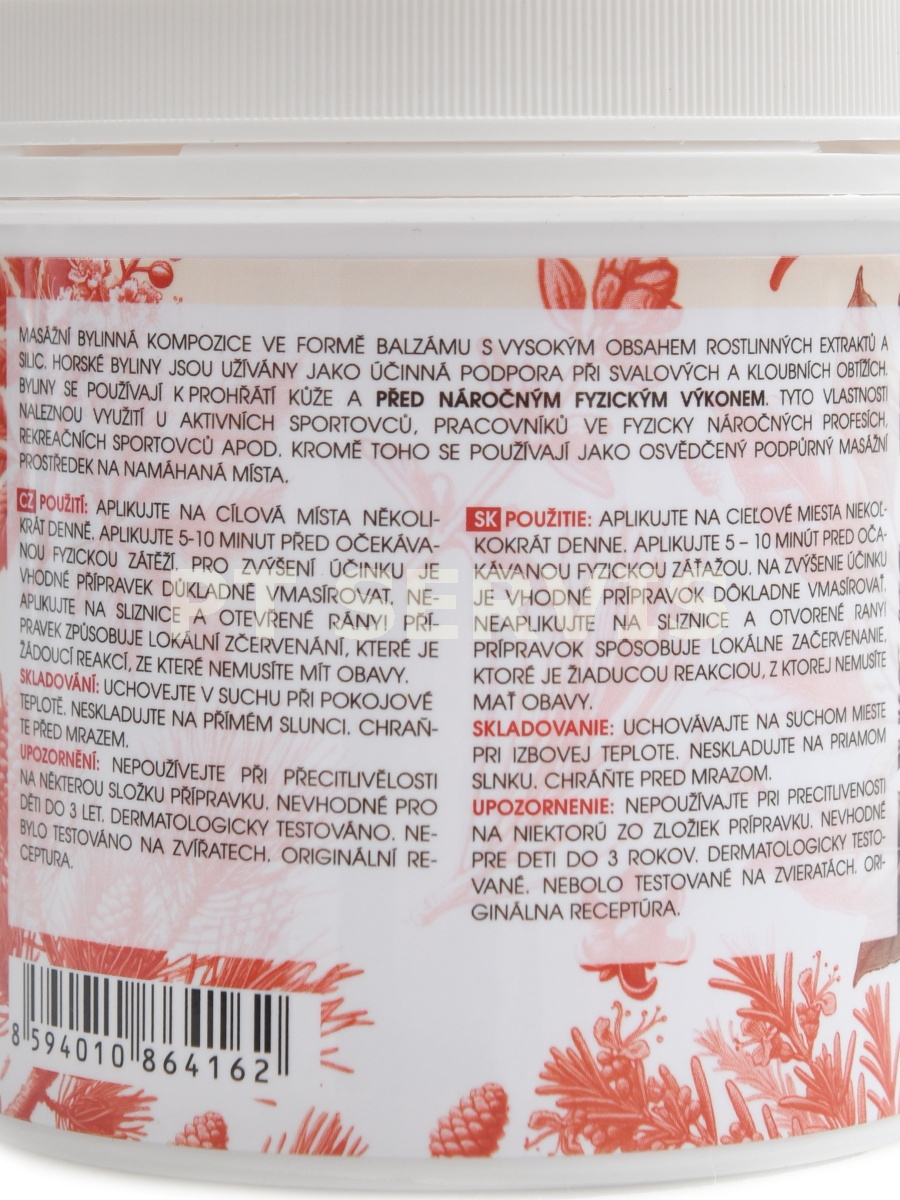 MASÁŽNÍ BYLINNÁ KOMPOZICE VE FORMĚ BALZÁMU S VYSOKÝM OBSAHEM ROSTLINNÝCH EXTRAKTŮ A
SILIC. HORSKÉ BYLINY JSOU UŽÍVÁNY JAKO ÚČINNÁ PODPORA PŘI SVALOVÝCH A KLOUBNÍCH OBTÍŽÍCH.
BYLINY SE POUŽÍVAJÍ K PROHŘÁTÍ KŮŽE A PŘED NÁROČNÝM FYZICKÝM VÝKONEM. TYTO VLASTNOSTI
NALEZNOU VYUŽITÍ U AKTIVNÍCH SPORTOVCŮ, PRACOVNÍKŮ VE FYZICKY NÁROČNÝCH PROFESÍCH,
REKREAČNÍCH SPORTOVCŮ APOD. KROMĚ TOHO SE POUŽÍVAJÍ JAKO OSVĚDČENÝ PODPŮRNÝ MASÁŽNÍ
PROSTŘEDEK NA NAMÁHANÁ MÍSTA.
CZ POUŽITÍ: APLIKUJTE NA CÍLOVÁ MÍSTA NĚKOLI-
KRÁT DENNĚ. APLIKUJTE 5-10 MINUT PŘED OČEKÁVA-
NOU FYZICKOU ZÁTĚŽÍ. PRO ZVÝŠENÍ ÚČINKU JE
VHODNÉ PŘÍPRAVEK DŮKLADNĚ VMASÍROVAT. NE-
APLIKUJTE NA SLIZNICE A OTEVŘENÉ RÁNY! PŘÍ-
PRAVEK ZPŮSOBUJE LOKÁLNÍ ZČERVENÁNÍ, KTERÉ JE
ŽÁDOUCÍ REAKCÍ, ZE KTERÉ NEMUSÍTE MÍT OBAVY.
SKLADOVÁNÍ: UCHOVEJTE V SUCHU PŘI POKOJOVÉ
TEPLOTĚ. NESKLADUJTE NA PŘÍMÉM SLUNCI. CHRAŇ-
TE PŘED MRAZEM.
UPOZORNĚNÍ: NEPOUŽÍVEJTE PŘI PŘECITLIVĚLOSTI
NA NĚKTEROU SLOŽKU PŘÍPRAVKU. NEVHODNÉ PRO
DĚTI DO 3 LET. DERMATOLOGICKY TESTOVÁNO. NE-
BYLO TESTOVÁNO NA ZVÍŘATECH. ORIGINÁLNÍ RE-
CEPTURA.
SK POUŽITIE: APLIKUJTE NA CIEĽOVÉ MIESTA NIEKOĽ-
KOKRÁT DENNE. APLIKUJTE 5 – 10 MINÚT PRED OČA-
KÁVANOU FYZICKOU ZÁŤAŽOU. NA ZVÝŠENIE ÚČINKU
JE VHODNÉ PRÍPRAVOK DÔKLADNE VMASÍROVAŤ.
NEAPLIKUJTE NA SLIZNICE A OTVORENÉ RANY!
PRÍPRAVOK SPÔSOBUJE LOKÁLNE ZAČERVENANIE,
KTORÉ JE ŽIADUCOU REAKCIOU, Z KTOREJ NEMUSÍTE
MAŤ OBAVY.
SKLADOVANIE: UCHOVÁVAJTE NA SUCHOM MIESTE
PRI IZBOVEJ TEPLOTE. NESKLADUJTE NA PRIAMOM
SLNKU. CHRÁŇTE PRED MRAZOM.
UPOZORNENIE: NEPOUŽÍVAJTE PRI PRECITLIVENOSTI
NA NIEKTORÚ ZO ZLOŽIEK PRÍPRAVKU. NEVHODNÉ
PRE DETI DO 3 ROKOV. DERMATOLOGICKY TESTO-
VANÉ. NEBOLO TESTOVANÉ NA ZVIERATÁCH. ORI-
GINÁLNA RECEPTÚRA.
PT SERVIS
8 594010 864162